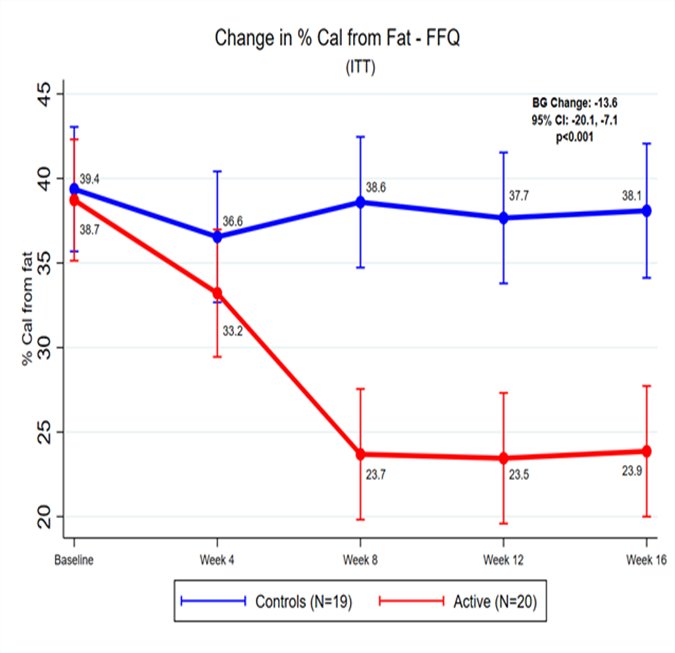 Change in % Cal from Fat - FFQ
(ITT)
BG Change: -13.6
95% CI: -20.1, -7.1
p<0.001
% Cal from fat
45
40
35
30
25
20
39.4
38.7
36.6
33.2
38.6
23.7
37.7
23.5
38.1
23.9
Baseline
Week 4
Week 8
Week 12
Week 16
Controls (N=19)
Active (N=20)